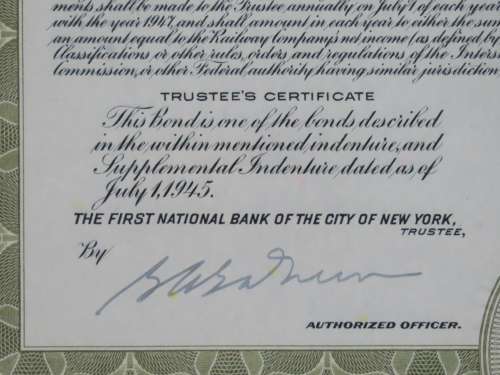 ments shall be made to the Trustee, annually on July 1 of each year
with the year 1947, and shall amount in each year to either the sum
an amount equal to the Railway Company's net income (as defined by
Classifications or other rules, orders and regulations of the Inters
Commission, or other Federal authority having similar jurisdiction
TRUSTEE'S CERTIFICATE
This Bond is one of the bonds described
in the within mentioned indenture, and
Supplemental Indenture dated as of
July 1, 1945.
THE FIRST NATIONAL BANK OF THE CITY OF NEW YORK,
TRUSTEE,
By
AUTHORIZED OFFICER.